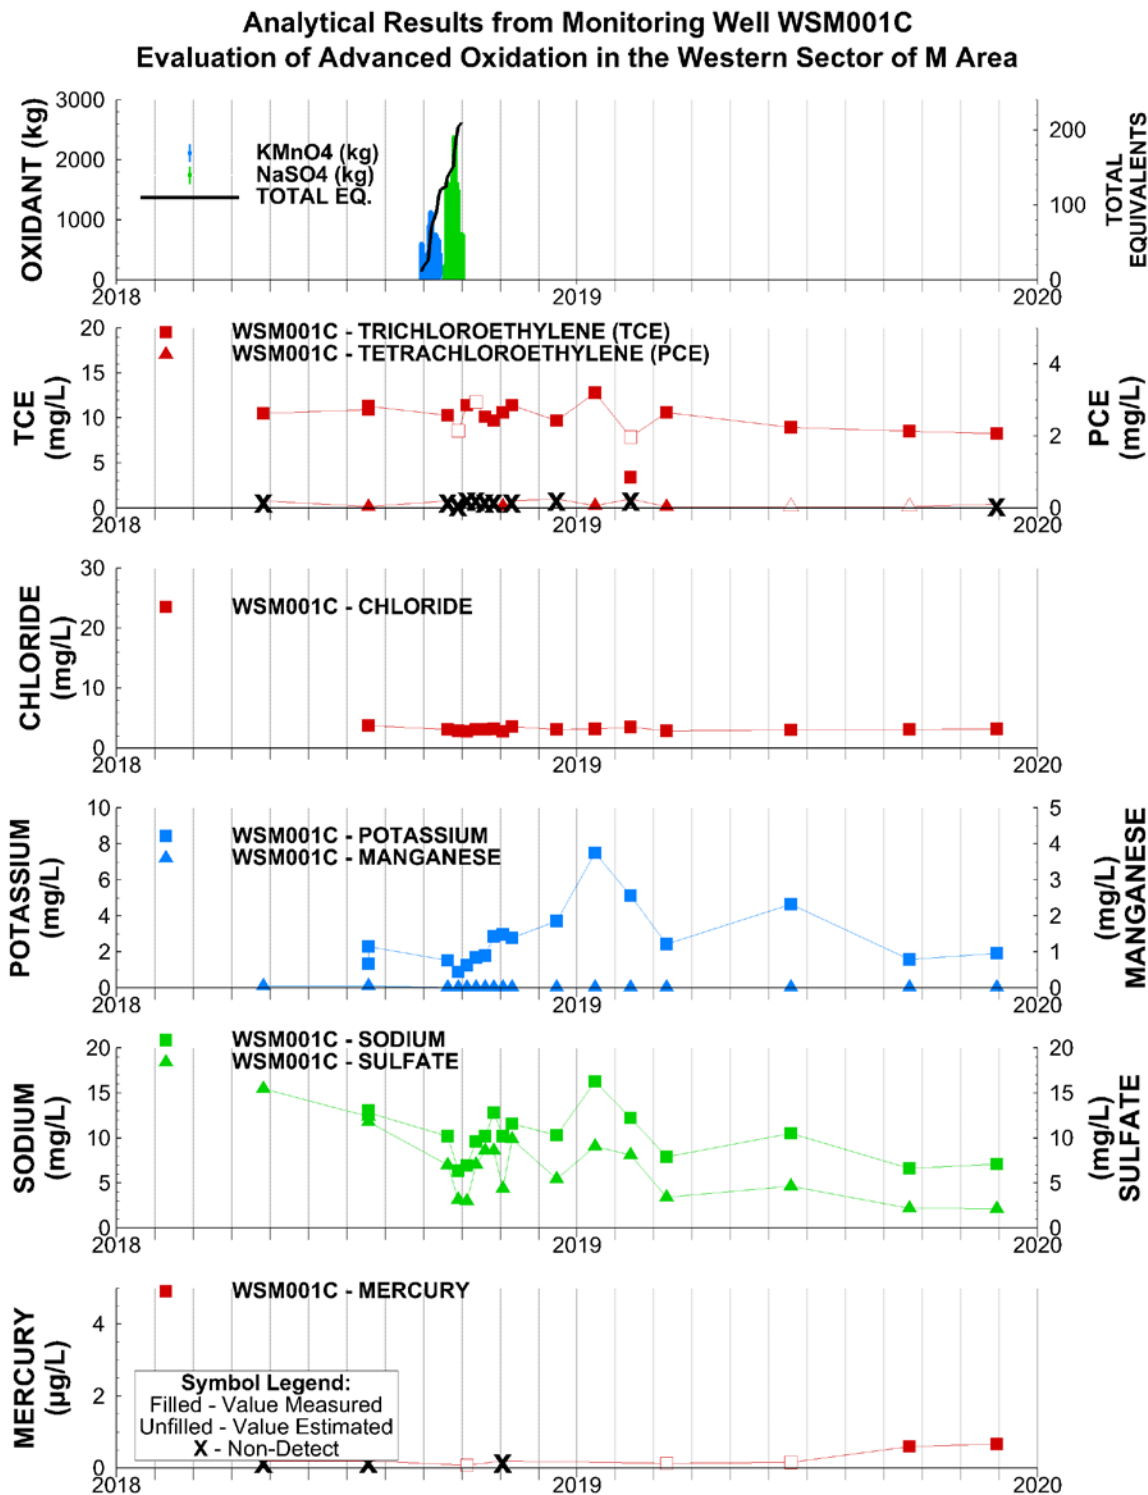 Analytical Results from Monitoring Well WSM001C
Evaluation of Advanced Oxidation in the Western Sector of M Area
OXIDANT (kg)
3000
2000
1000
0
KMnO4 (kg)
NaSO4 (kg)
TOTAL EQ.
200
100
0
TOTAL
EQUIVALENTS
2018
2019
2020
TCE
(mg/L)
20
15
10
5
0
WSM001C - TRICHLOROETHYLENE (TCE)
WSM001C - TETRACHLOROETHYLENE (PCE)
4
2
0
PCE
(mg/L)
2018
2019
2020
CHLORIDE
(mg/L)
30
20
10
0
WSM001C - CHLORIDE
2018
2019
2020
POTASSIUM
(mg/L)
10
8
6
4
2
0
WSM001C - POTASSIUM
WSM001C - MANGANESE
5
4
3
2
1
0
(mg/L)
MANGANESE
2018
2019
2020
SODIUM
(mg/L)
20
15
10
5
0
WSM001C - SODIUM
WSM001C - SULFATE
20
15
10
5
0
(mg/L)
SULFATE
2018
2019
2020
MERCURY
(µg/L)
4
2
0
WSM001C - MERCURY
Symbol Legend:
Filled - Value Measured
Unfilled - Value Estimated
X - Non-Detect
2018
2019
2020